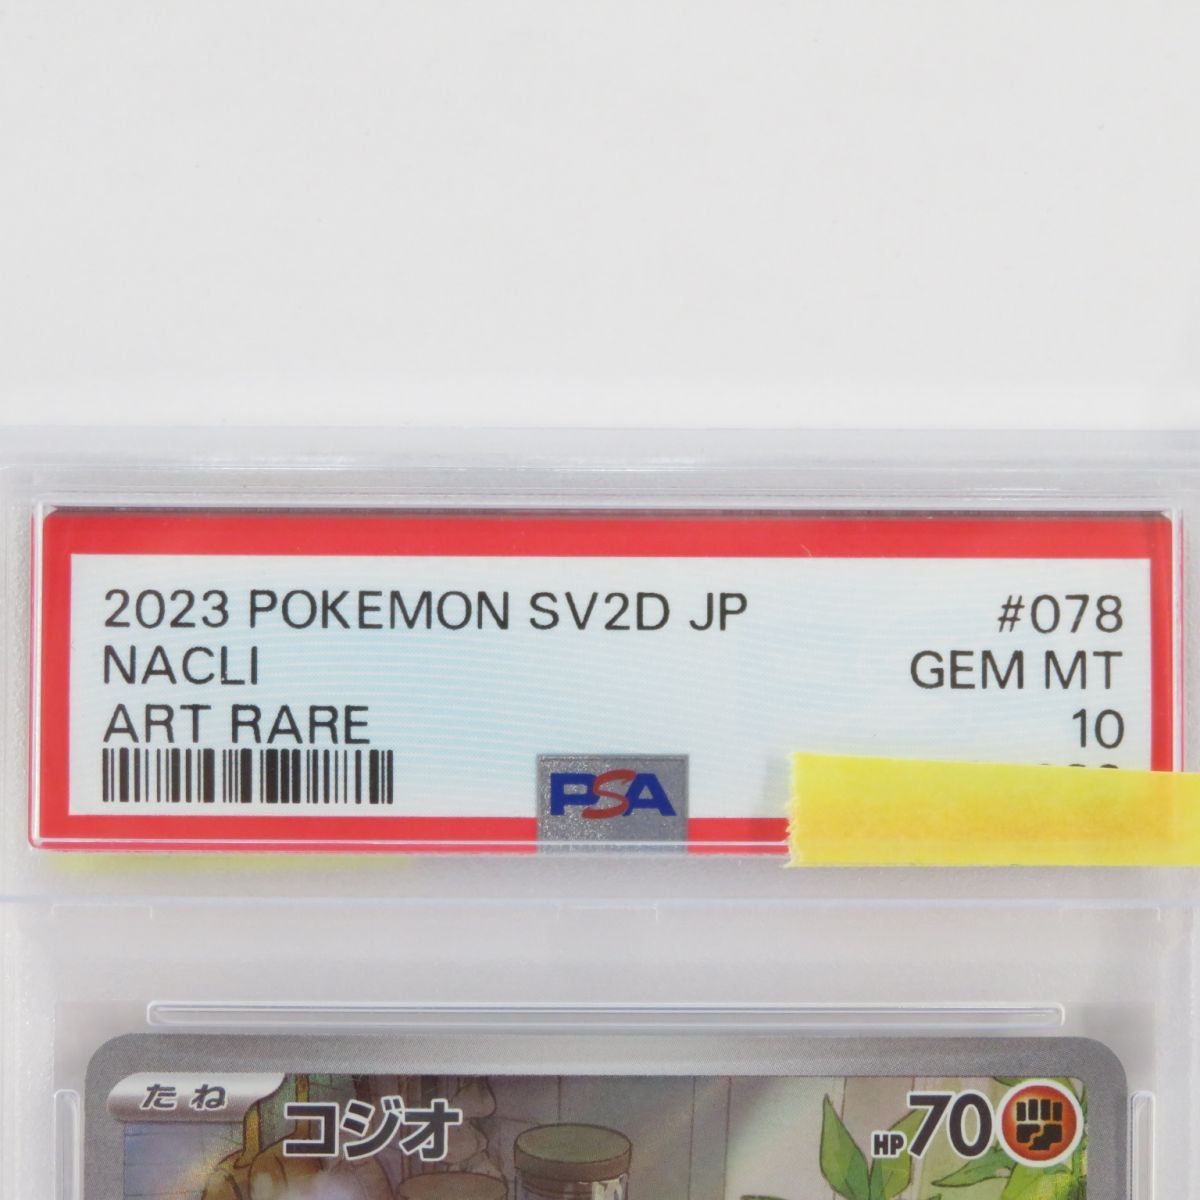 2023 POKEMON SV2D JP #078
NACLI GEM MT
ART RARE 10
PSA
たね コジオ HP70